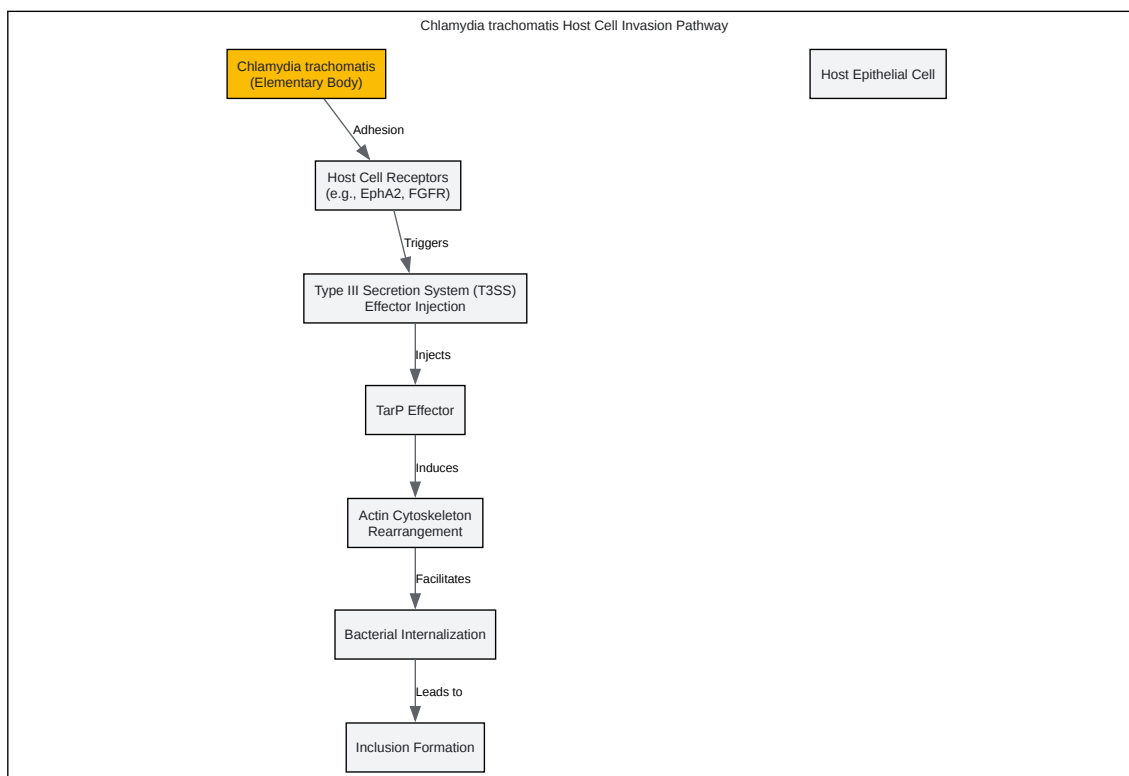 Chlamydia trachomatis Host Cell Invasion Pathway
Chlamydia trachomatis
(Elementary Body)
Host Epithelial Cell
Adhesion
Host Cell Receptors
(e.g., EphA2, FGFR)
Triggers
Type III Secretion System (T3SS)
Effector Injection
Injects
TarP Effector
Induces
Actin Cytoskeleton
Rearrangement
Facilitates
Bacterial Internalization
Leads to
Inclusion Formation